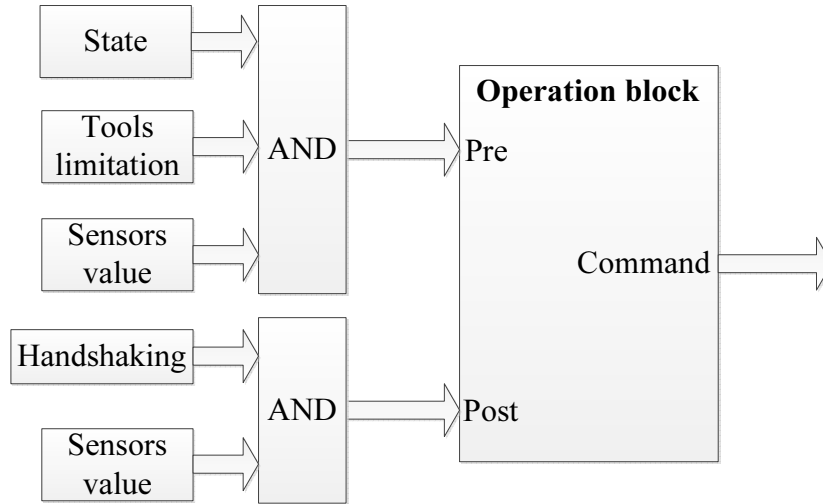 State
Tools
limitation
Sensors
value
AND
Handshaking
Sensors
value
AND
Operation block
Pre
Command
Post